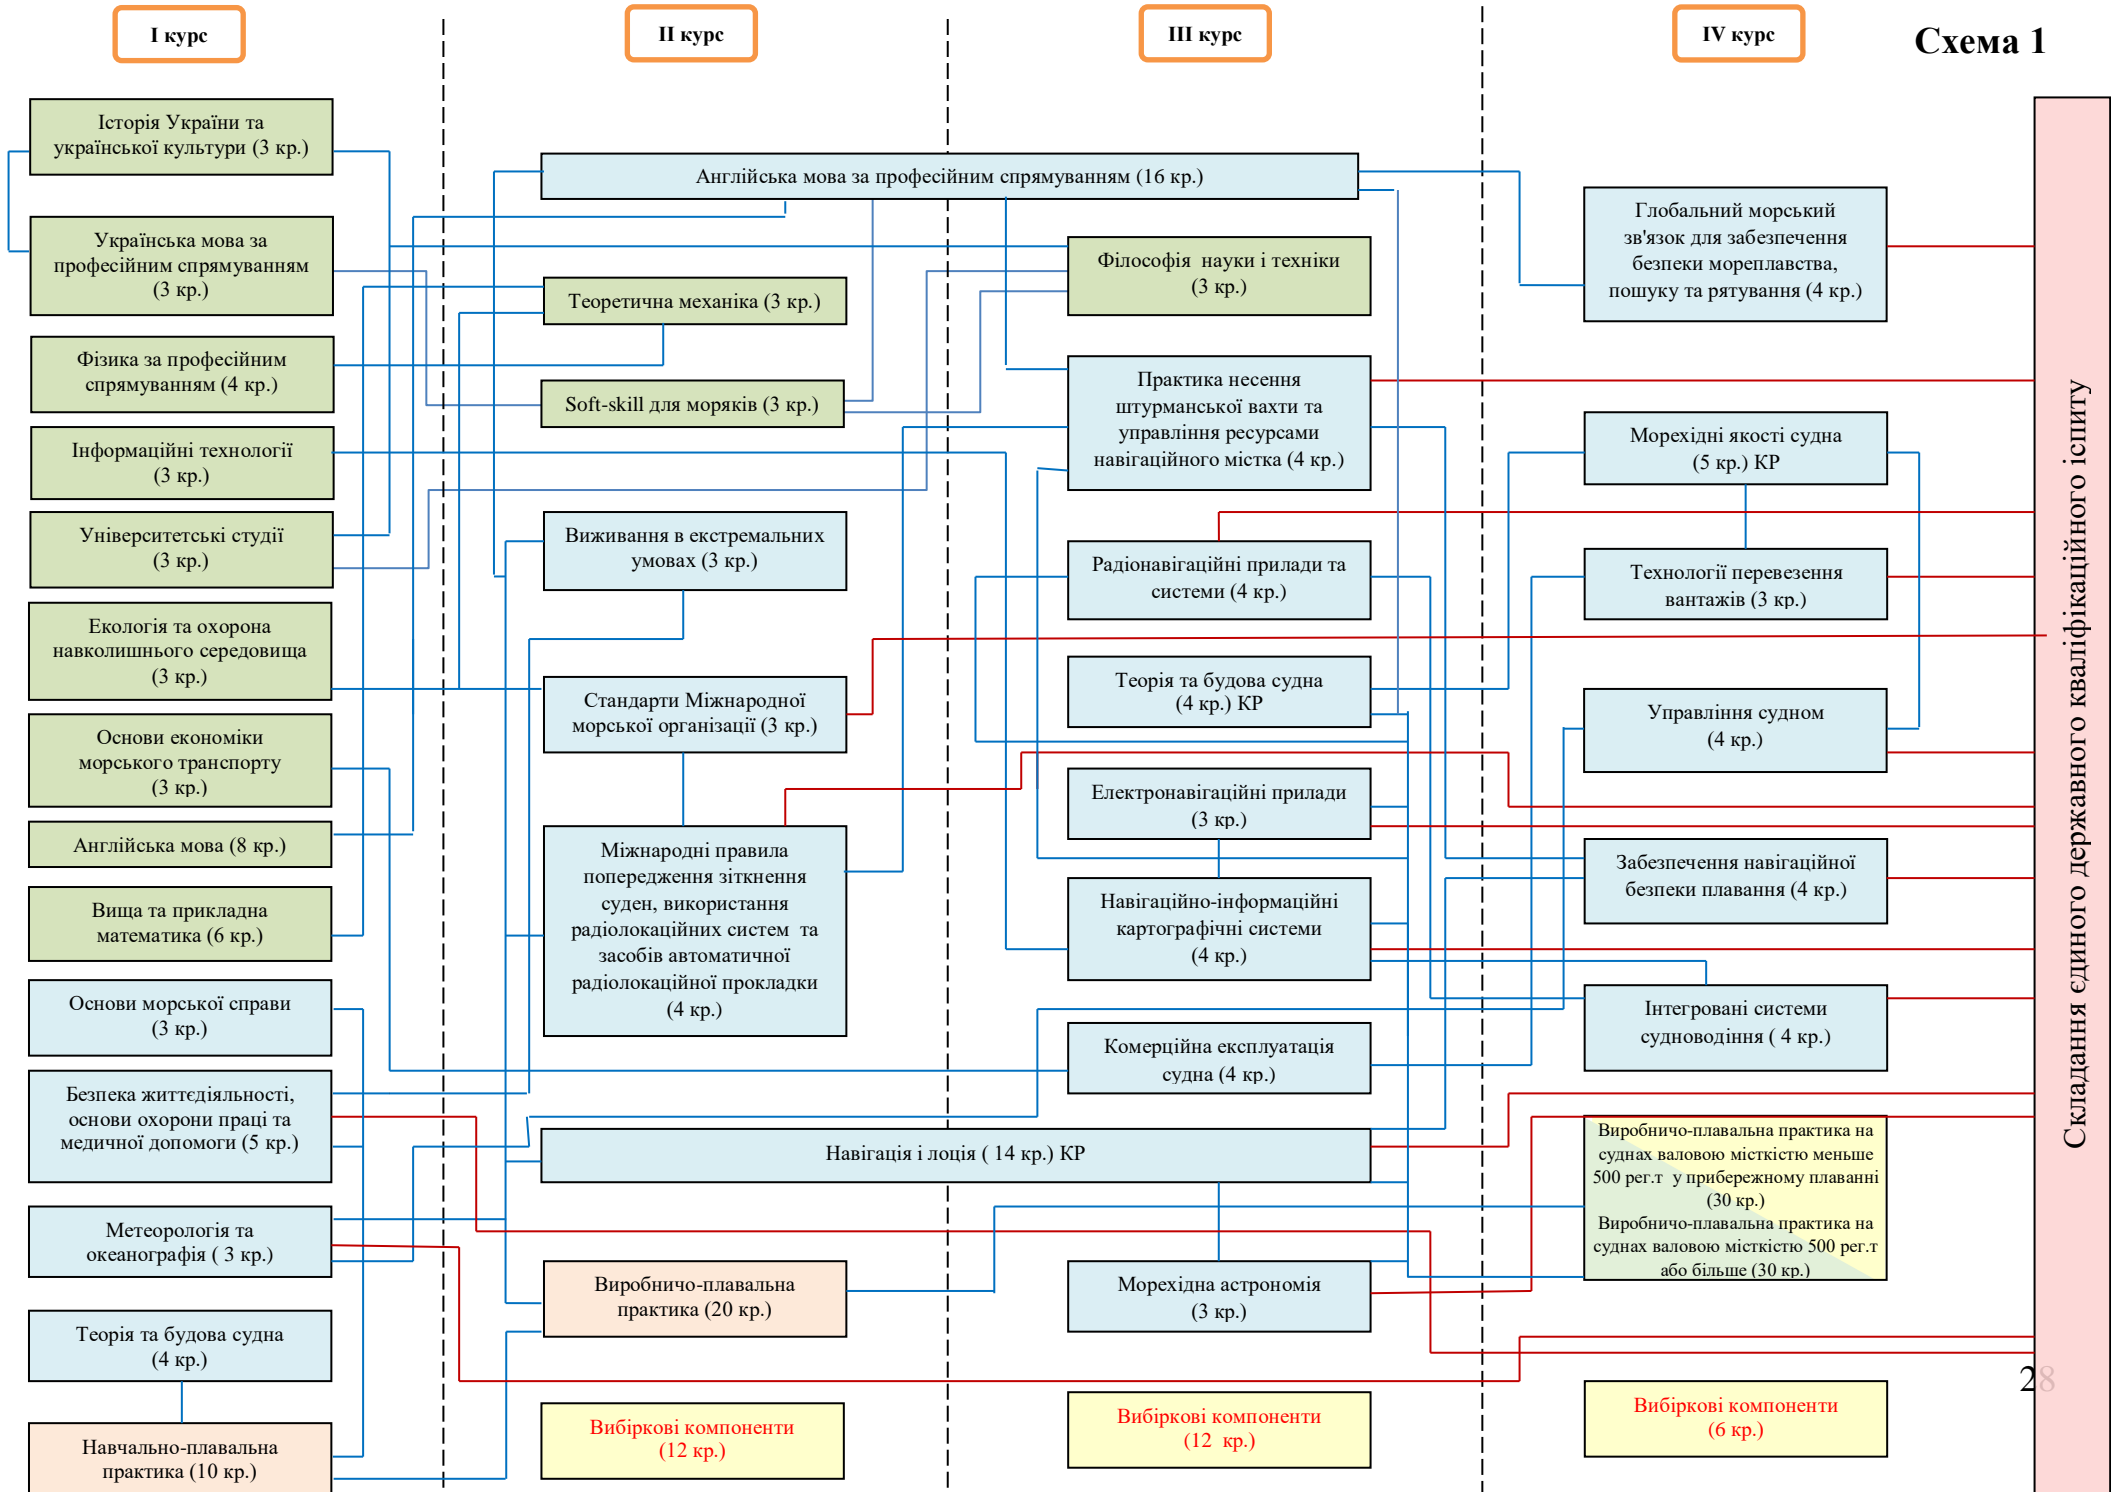 І курс
ІІ курс
ІІІ курс
IV курс
Схема 1
Історія України та
української культури (3 кр.)
Українська мова за
професійним спрямуванням
(3 кр.)
Фізика за професійним
спрямуванням (4 кр.)
Інформаційні технології
(3 кр.)
Університетські студії
(3 кр.)
Екологія та охорона
навколишнього середовища
(3 кр.)
Основи економіки
морського транспорту
(3 кр.)
Англійська мова (8 кр.)
Вища та прикладна
математика (6 кр.)
Основи морської справи
(3 кр.)
Безпека життєдіяльності,
основи охорони праці та
медичної допомоги (5 кр.)
Метеорологія та
океанографія ( 3 кр.)
Теорія та будова судна
(4 кр.)
Навчально-плавальна
практика (10 кр.)
Англійська мова за професійним спрямуванням (16 кр.)
Теоретична механіка (3 кр.)
Soft-skill для моряків (3 кр.)
Виживання в екстремальних
умовах (3 кр.)
Стандарти Міжнародної
морської організації (3 кр.)
Міжнародні правила
попередження зіткнення
суден, використання
радіолокаційних систем та
засобів автоматичної
радіолокаційної прокладки
(4 кр.)
Навігація і лоція ( 14 кр.) КР
Виробничо-плавальна
практика (20 кр.)
Вибіркові компоненти
(12 кр.)
Філософія науки і техніки
(3 кр.)
Практика несення
штурманської вахти та
управління ресурсами
навігаційного містка (4 кр.)
Радіонавігаційні прилади та
системи (4 кр.)
Теорія та будова судна
(4 кр.) КР
Електронавігаційні прилади
(3 кр.)
Навігаційно-інформаційні
картографічні системи
(4 кр.)
Комерційна експлуатація
судна (4 кр.)
Морехідна астрономія
(3 кр.)
Вибіркові компоненти
(12 кр.)
Глобальний морський
зв'язок для забезпечення
безпеки мореплавства,
пошуку та рятування (4 кр.)
Морехідні якості судна
(5 кр.) КР
Технології перевезення
вантажів (3 кр.)
Управління судном
(4 кр.)
Забезпечення навігаційної
безпеки плавання (4 кр.)
Інтегровані системи
судноводіння ( 4 кр.)
Виробничо-плавальна практика на
суднах валовою місткістю меньше
500 рег.т у прибережному плаванні
(30 кр.)
Виробничо-плавальна практика на
суднах валовою місткістю 500 рег.т
або більше (30 кр.)
Вибіркові компоненти
(6 кр.)
Складання єдиного державного кваліфікаційного іспиту
28